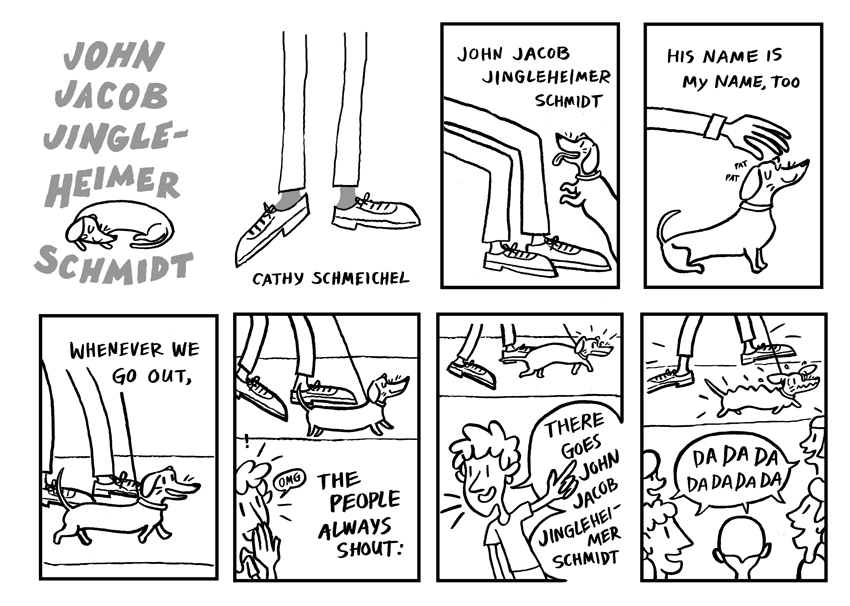 JOHN
JACOB
JINGLE-
HEIMER
SCHMIDT
CATHY SCHMEICHEL
JOHN JACOB
JINGLEHEIMER
SCHMIDT
HIS NAME IS
MY NAME, TOO
PAT
PAT
WHENEVER WE
GO OUT,
!
OMG
THE
PEOPLE
ALWAYS
SHOUT:
THERE
GOES
JOHN
JACOB
JINGLEHEI-
MER
SCHMIDT
DA DA DA
DA DA DA DA